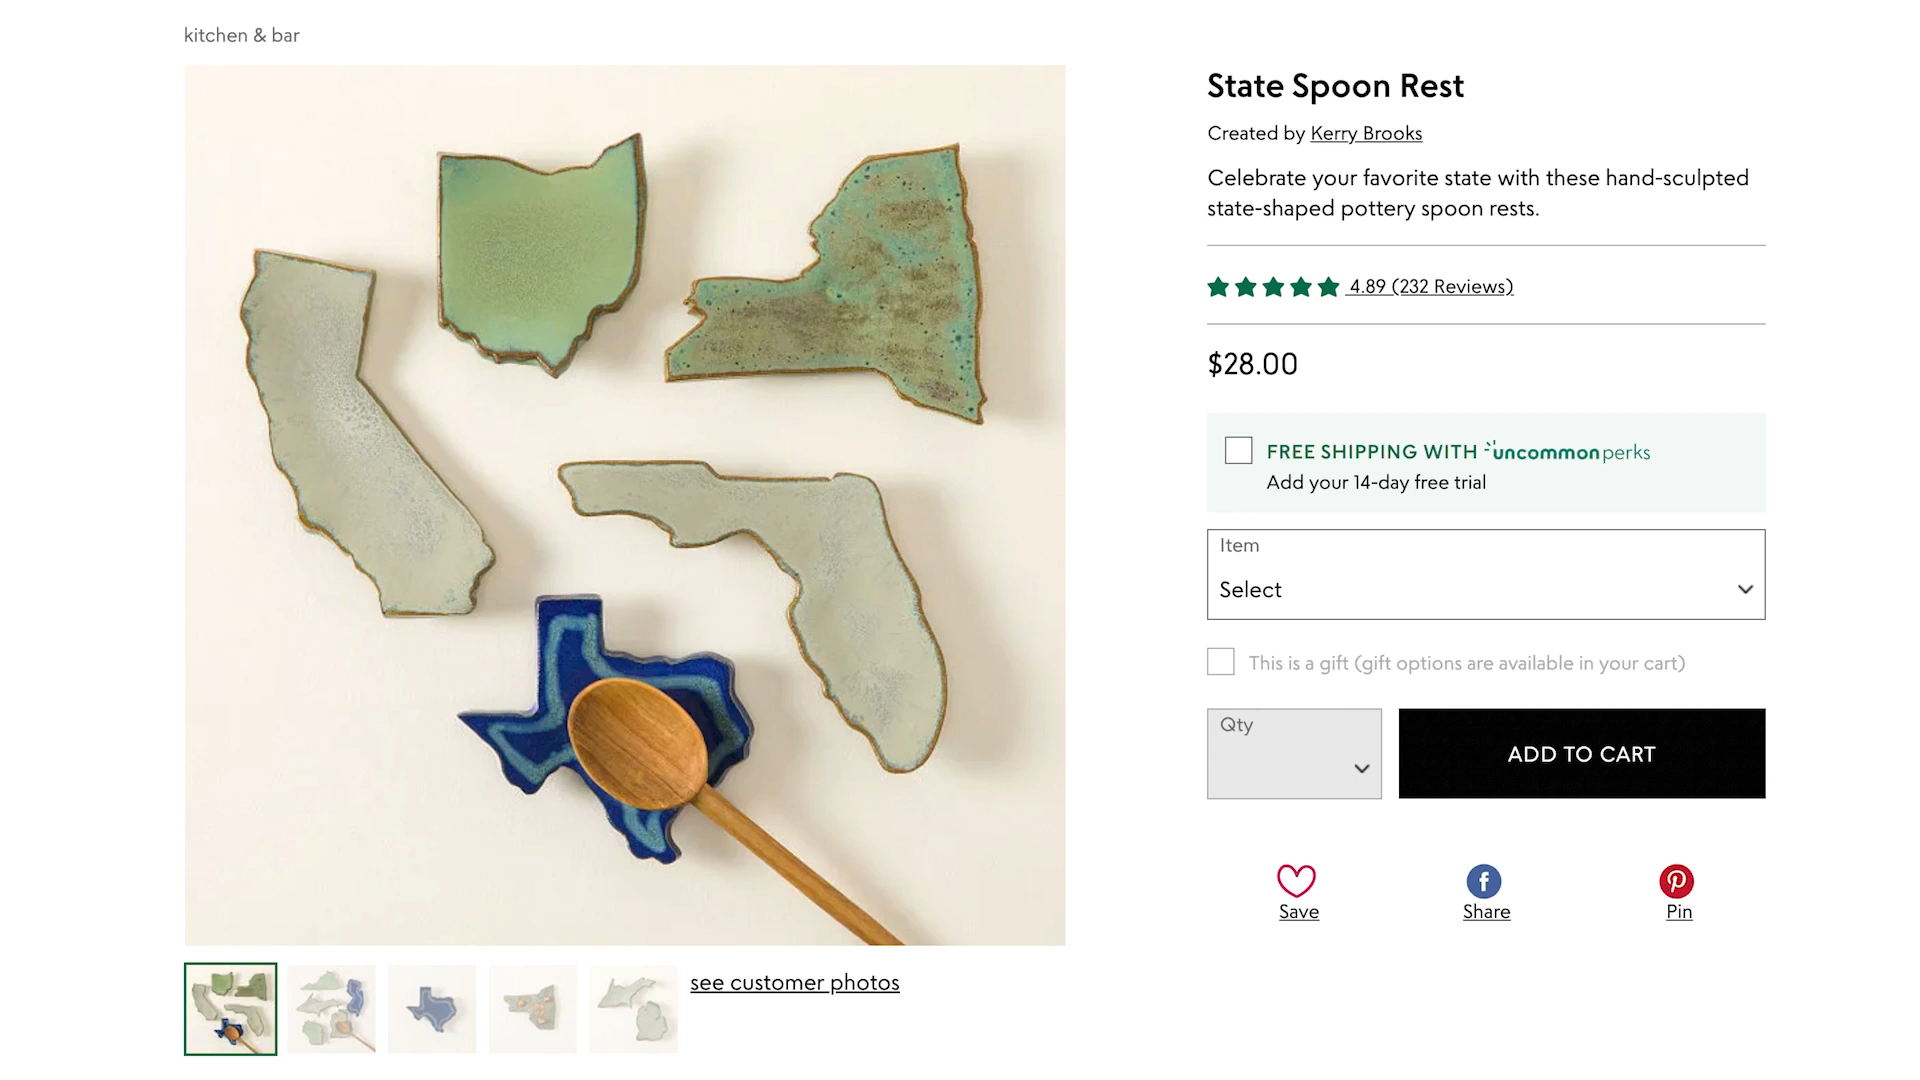 kitchen & bar
State Spoon Rest
Created by Kerry Brooks
Celebrate your favorite state with these hand-sculpted
state-shaped pottery spoon rests.
4.89 (232 Reviews)
$28.00
FREE SHIPPING WITH uncommon perks
Add your 14-day free trial
Item
Select
This is a gift (gift options are available in your cart)
Qty
ADD TO CART
Save
Share
Pin
see customer photos